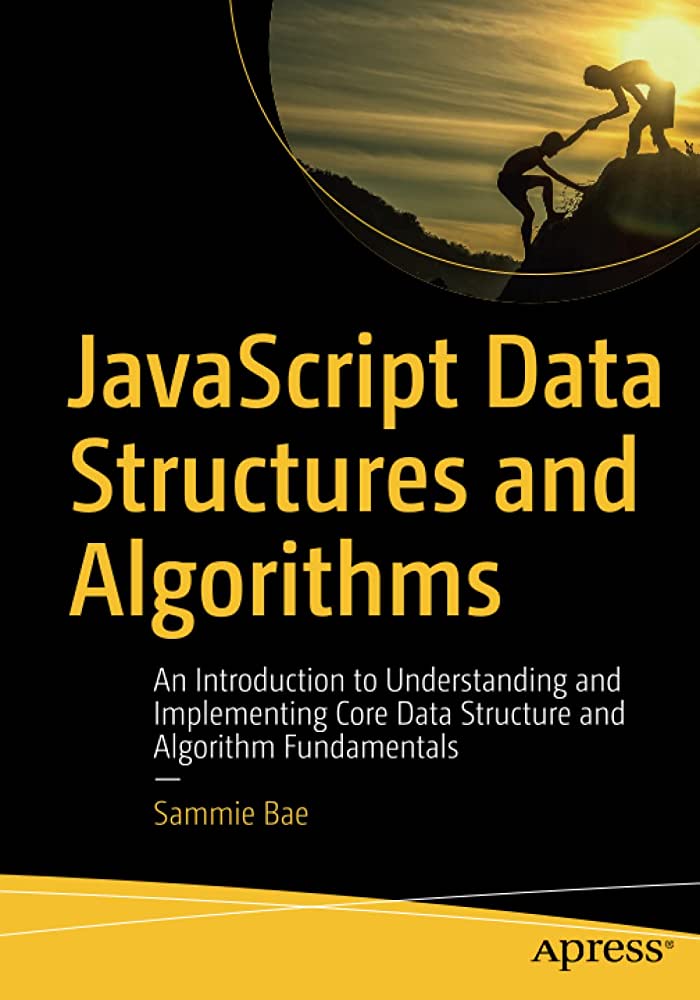 JavaScript Data
Structures and
Algorithms
An Introduction to Understanding and
Implementing Core Data Structure and
Algorithm Fundamentals
—
Sammie Bae
Apress®